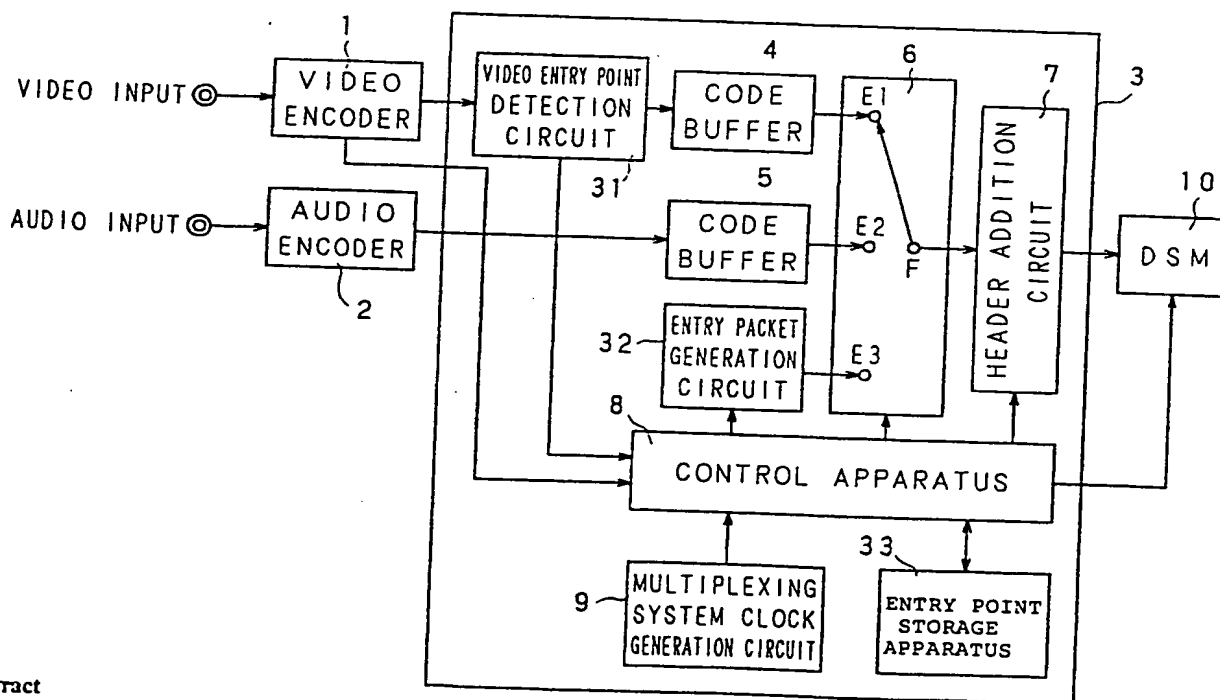 1
VIDEO INPUT
VIDEO
ENCODER
VIDEO ENTRY POINT
DETECTION
CIRCUIT
31
4
CODE
BUFFER
6
E1
E2
E3
F
7
HEADER ADDITION
CIRCUIT
3
AUDIO INPUT
AUDIO
ENCODER
2
5
CODE
BUFFER
10
DSM
32
ENTRY PACKET
GENERATION
CIRCUIT
8
CONTROL APPARATUS
9
MULTIPLEXING
SYSTEM CLOCK
GENERATION CIRCUIT
33
ENTRY POINT
STORAGE
APPARATUS